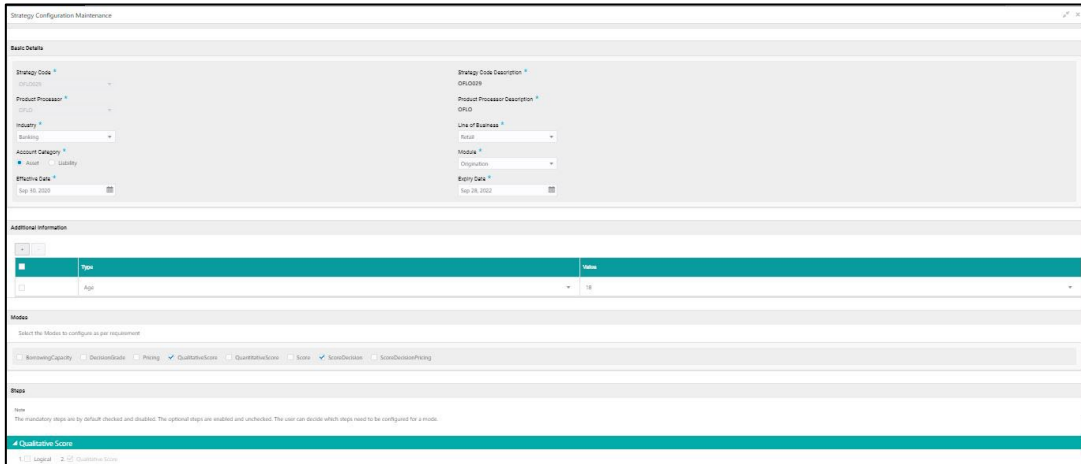 Strategy Configuration Maintenance
Basic Details
Strategy Code *
Strategy Code Description *
OFLO029
OFLO029
Product Processor *
Product Processor Description *
OFLO
OFLO
Industry *
Line of Business *
Banking
Retail
Account Category *
Module *
Asset Liability
Origination
Effective Date *
Expiry Date *
Sep 30, 2020
Sep 28, 2022
Additional Information
Type Value
Age 18
Modes
Select the Modes to configure as per requirement
BorrowingCapacity DecisionGrade Pricing QualitativeScore QuantitativeScore Score ScoreDecision ScoreDecisionPricing
Steps
Note
The mandatory steps are by default checked and disabled. The optional steps are enabled and unchecked. The user can decide which steps need to be configured for a mode.
Qualitative Score
1. Logical 2. Qualitative Score